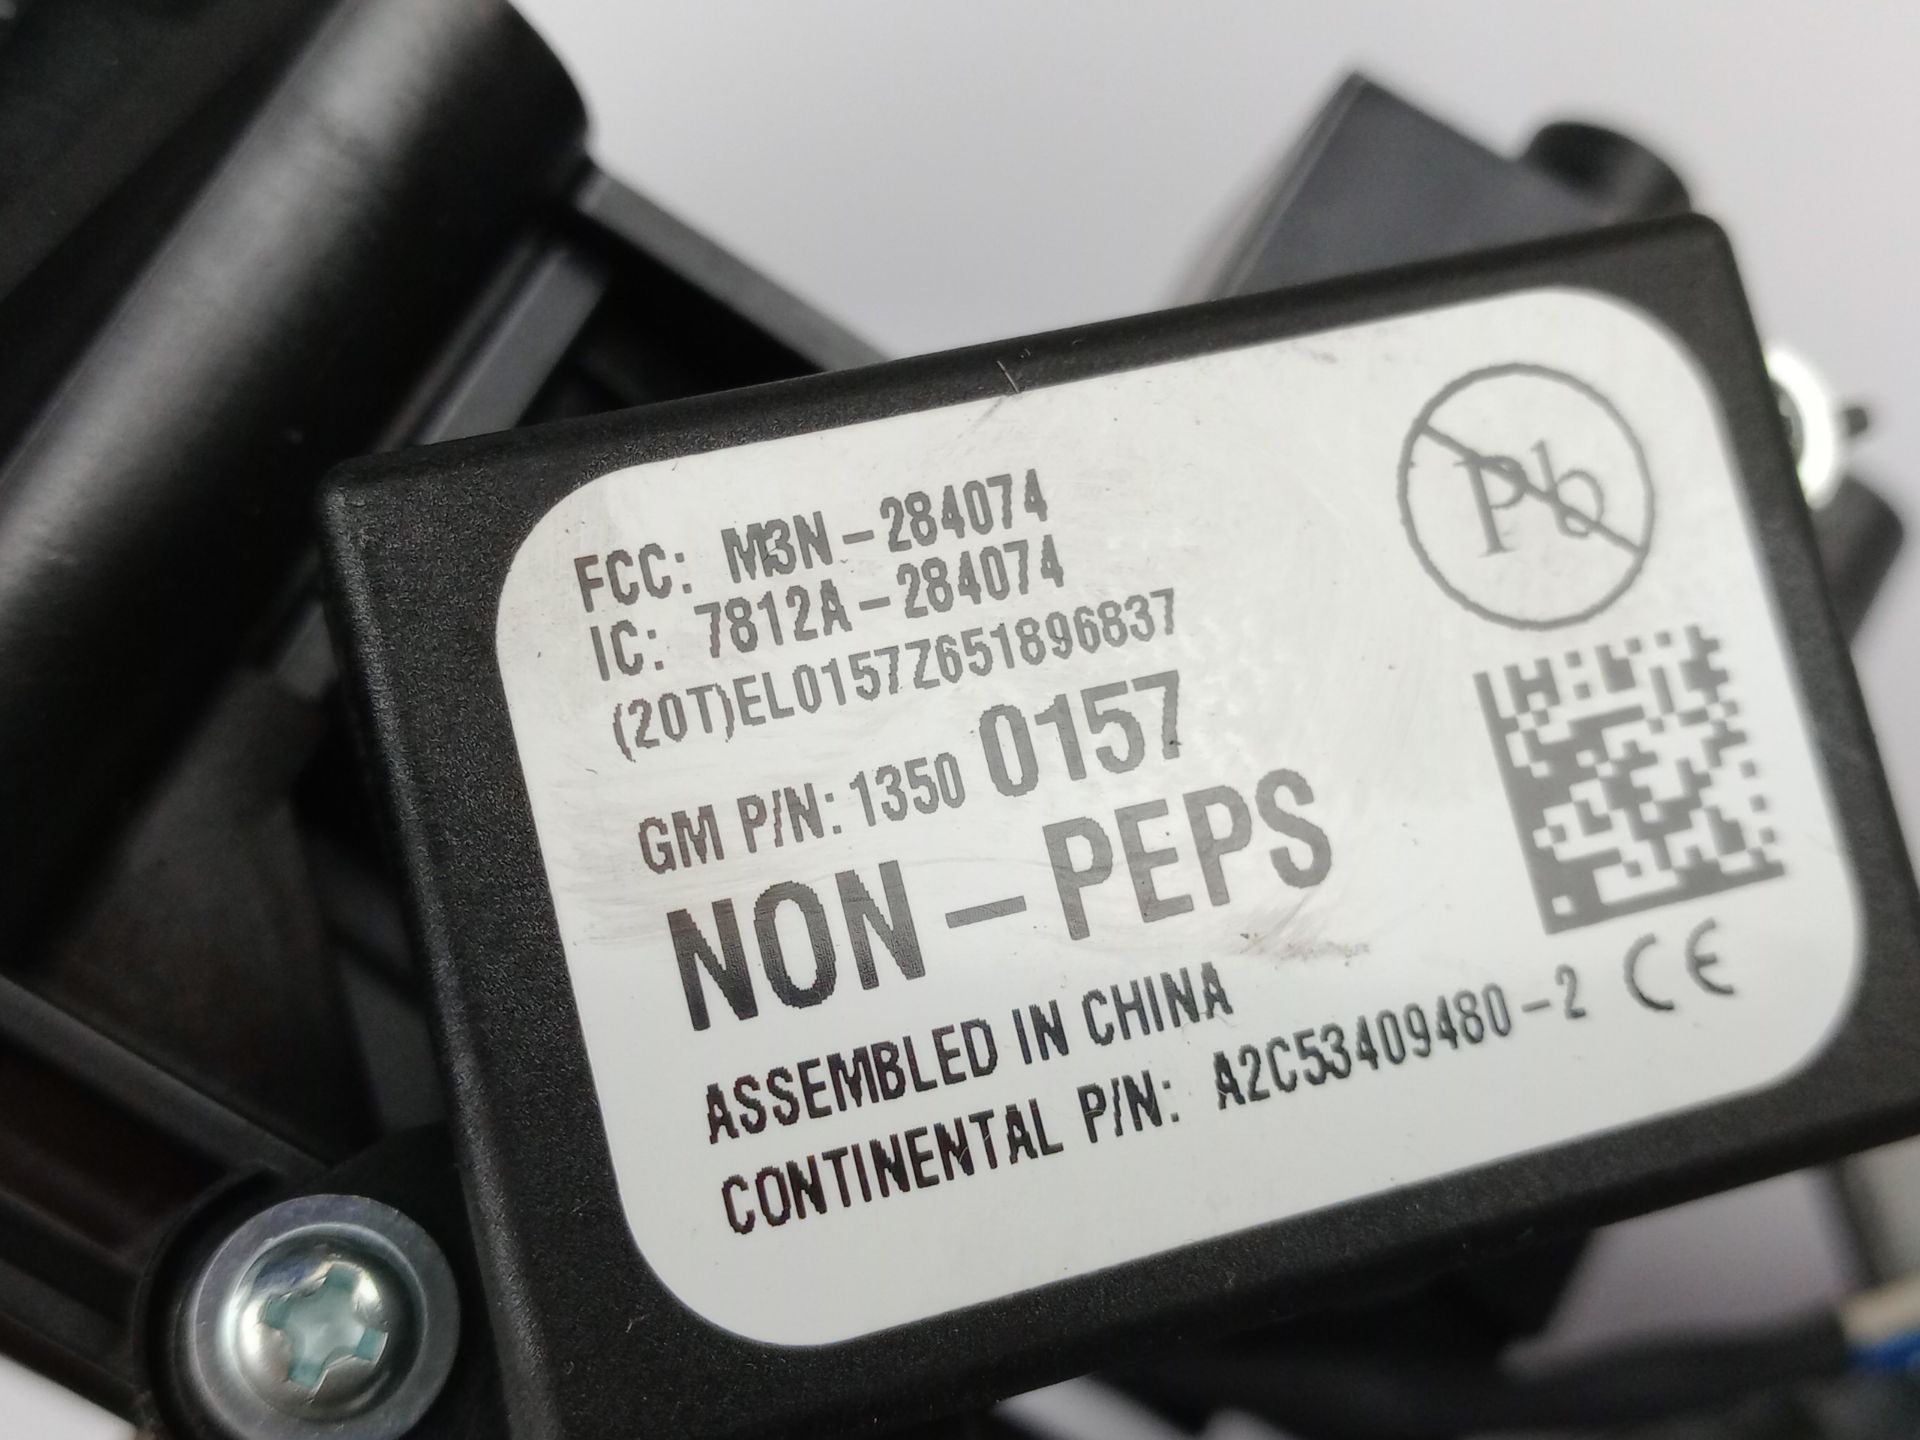 FCC: M3N-284074
IC: 7812A-284074
(20T)EL0157Z651896837
GM P/N: 1350 0157
NON-PEPS
ASSEMBLED IN CHINA
CONTINENTAL P/N: A2C53409480-2
CE
Pb